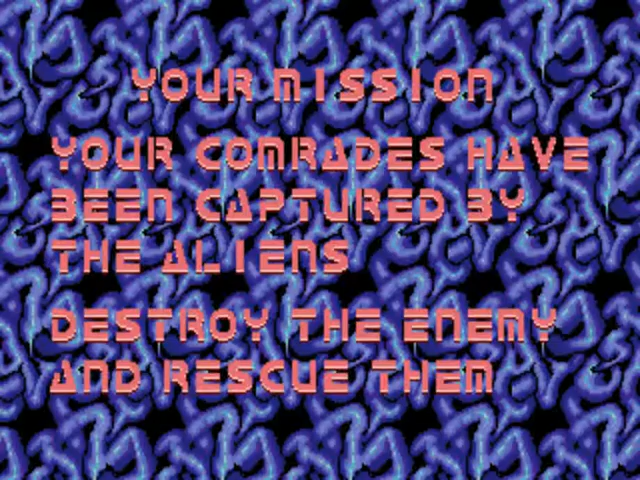 YOUR MISSION
YOUR COMRADES HAVE
BEEN CAPTURED BY
THE ALIENS
DESTROY THE ENEMY
AND RESCUE THEM